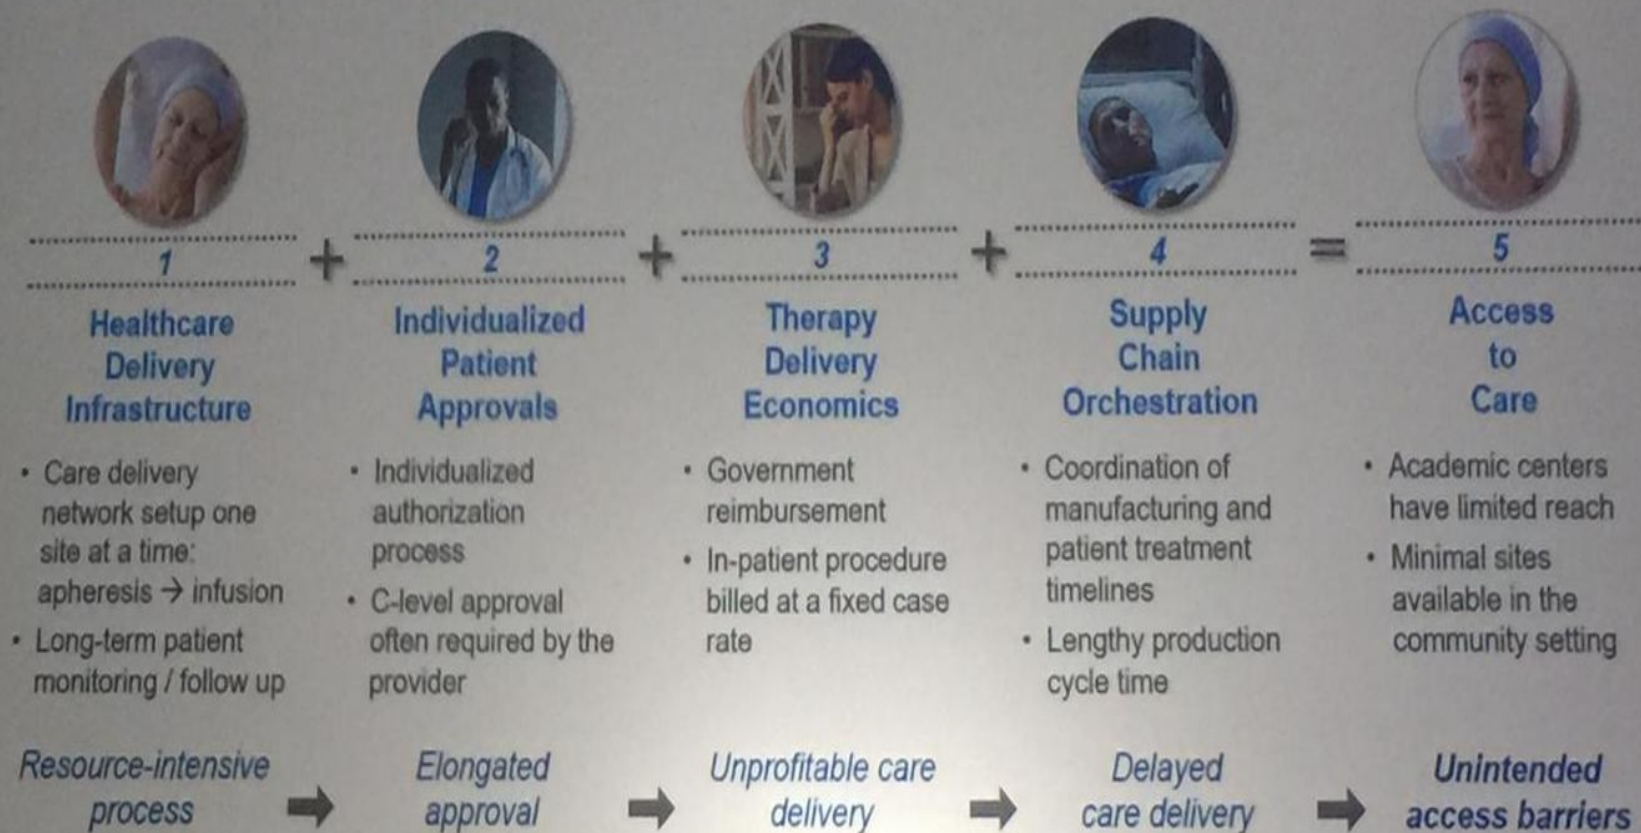 1
+
2
+
3
+
4
=
5
Healthcare
Delivery
Infrastructure
Individualized
Patient
Approvals
Therapy
Delivery
Economics
Supply
Chain
Orchestration
Access
to
Care
• Care delivery
network setup one
site at a time:
apheresis → infusion
• Long-term patient
monitoring / follow up
• Individualized
authorization
process
• C-level approval
often required by the
provider
• Government
reimbursement
• In-patient procedure
billed at a fixed case
rate
• Coordination of
manufacturing and
patient treatment
timelines
• Lengthy production
cycle time
• Academic centers
have limited reach
• Minimal sites
available in the
community setting
Resource-intensive
process
Elongated
approval
Unprofitable care
delivery
Delayed
care delivery
Unintended
access barriers